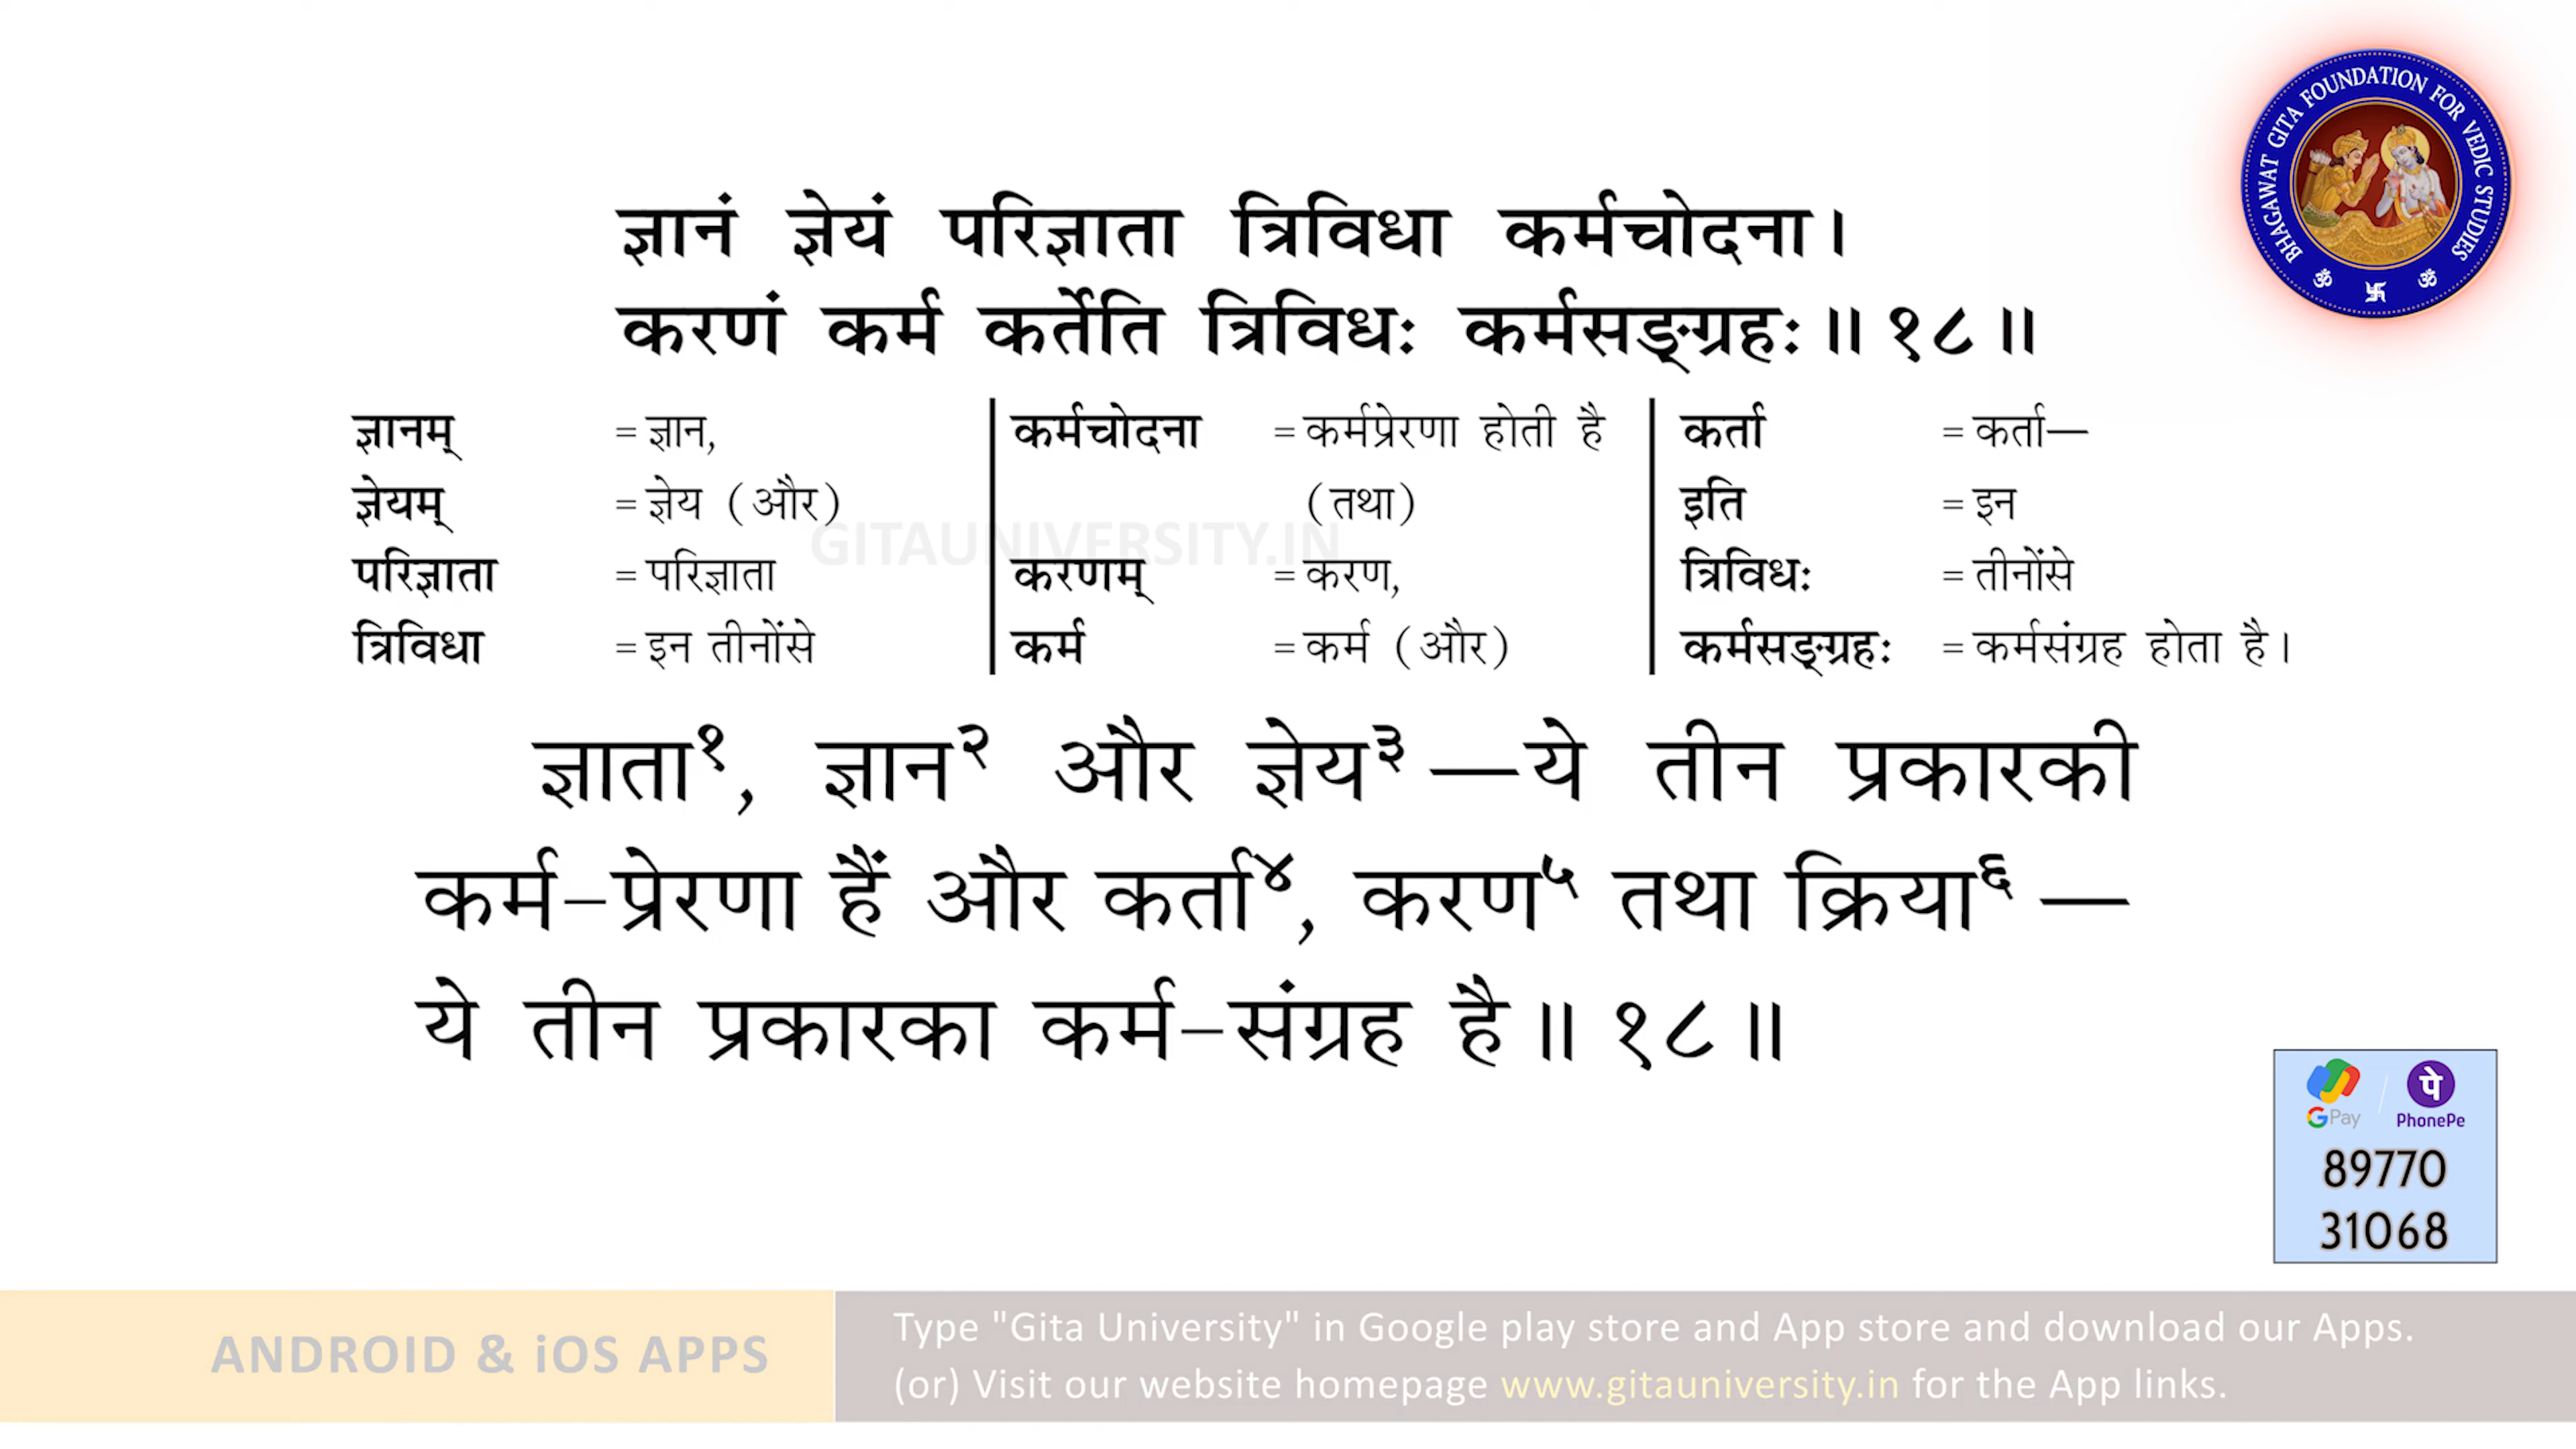 BHAGAWAT GITA FOUNDATION FOR VEDIC STUDIES
ॐ 卐 ॐ
ज्ञानं ज्ञेयं परिज्ञाता त्रिविधा कर्मचोदना।
करणं कर्म कर्तेति त्रिविधः कर्मसङ्ग्रहः॥ १८॥
ज्ञानम् = ज्ञान,
ज्ञेयम् = ज्ञेय (और)
परिज्ञाता = परिज्ञाता
त्रिविधा = इन तीनोंसे
कर्मचोदना = कर्मप्रेरणा होती है
(तथा)
करणम् = करण,
कर्म = कर्म (और)
कर्ता = कर्ता—
इति = इन
त्रिविधः = तीनोंसे
कर्मसङ्ग्रहः = कर्मसंग्रह होता है।
GITAUNIVERSITY.IN
ज्ञाता१, ज्ञान२ और ज्ञेय३—ये तीन प्रकारकी
कर्म-प्रेरणा हैं और कर्ता४, करण५ तथा क्रिया६—
ये तीन प्रकारका कर्म-संग्रह है॥ १८॥
G Pay
पे
PhonePe
89770
31068
ANDROID & iOS APPS
Type "Gita University" in Google play store and App store and download our Apps.
(or) Visit our website homepage www.gitauniversity.in for the App links.